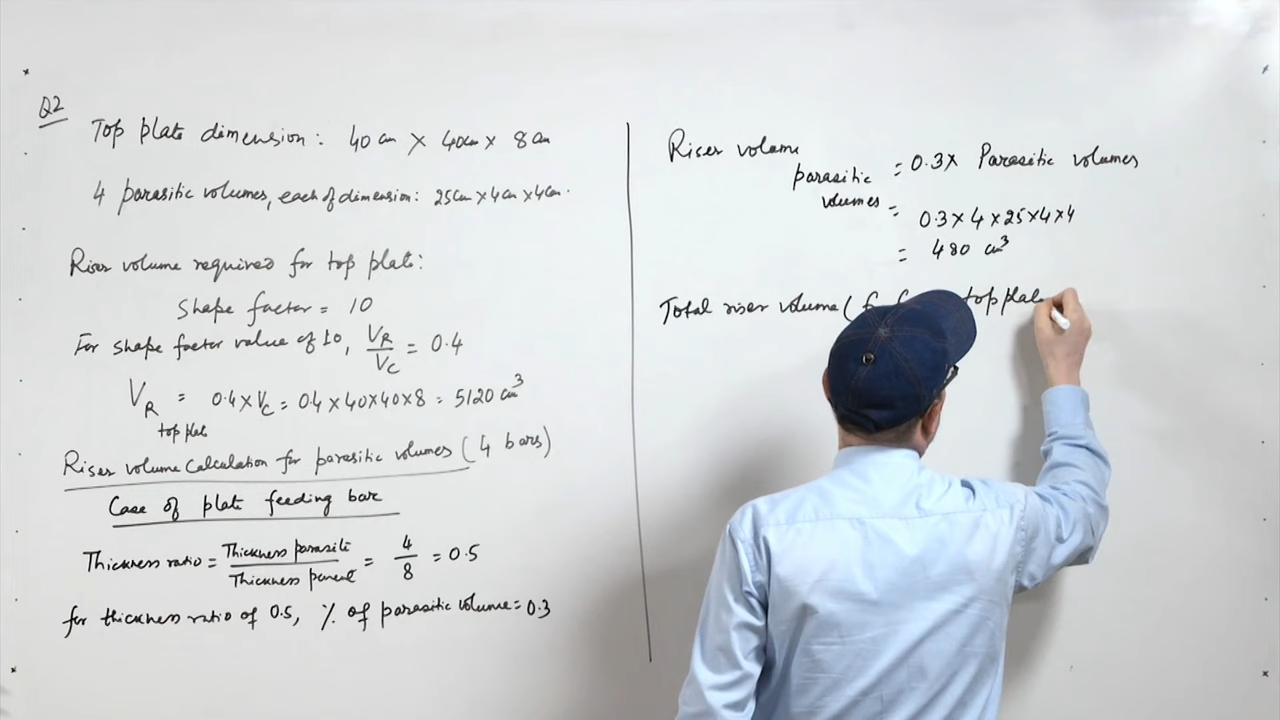 Q2
Top plate dimension: 40 cm × 40cm × 8 cm
4 parasitic volumes, each of dimension: 25cm × 4cm × 4cm.
Riser volume required for top plate:
Shape factor = 10
For shape factor value of 10, V_R/V_C = 0.4
V_R top plate = 0.4 × V_C = 0.4 × 40×40×8 = 5120 cm³
Riser volume calculation for parasitic volumes (4 bars)
Case of plate feeding bar
Thickness ratio = Thickness parasite/Thickness parent = 4/8 = 0.5
for thickness ratio of 0.5, % of parasitic volume = 0.3
Riser volume parasitic volumes = 0.3 × Parasitic volumes
= 0.3 × 4 × 25 × 4 × 4
= 480 cm³
Total riser volume ( top plate